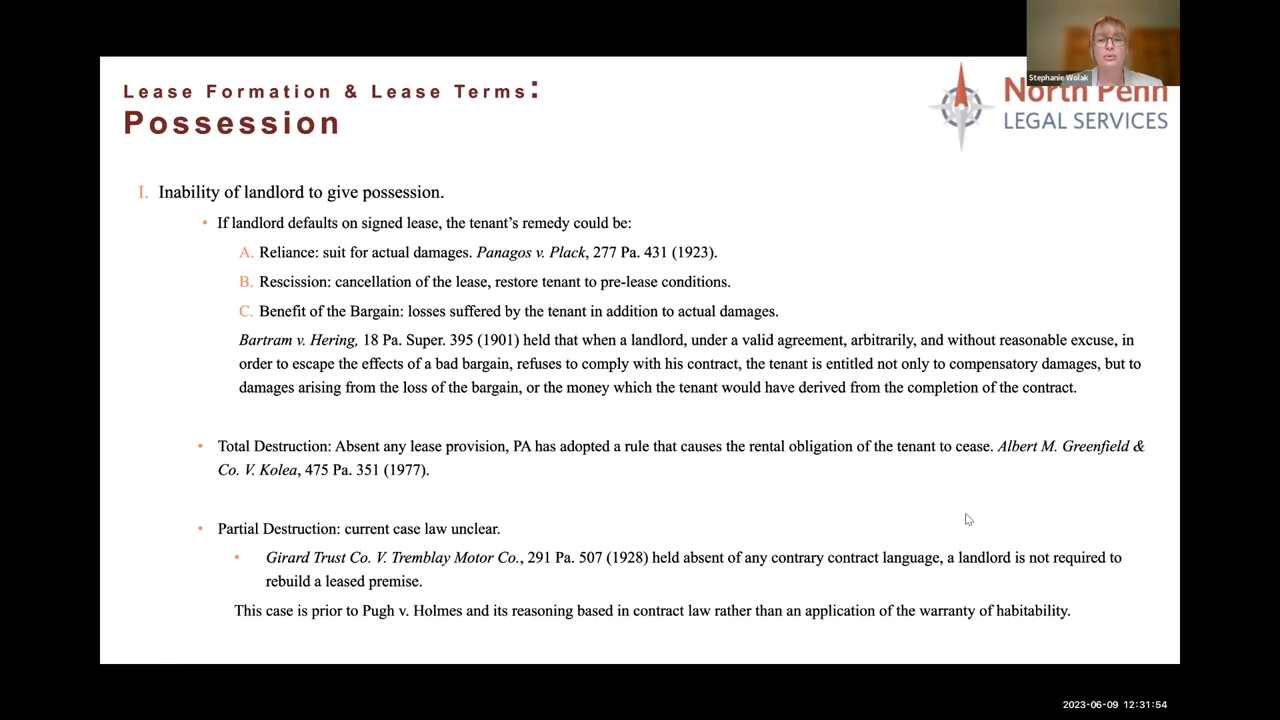 Stephanie Wolak
Lease Formation & Lease Terms:
Possession
North Penn
LEGAL SERVICES
I. Inability of landlord to give possession.
• If landlord defaults on signed lease, the tenant's remedy could be:
A. Reliance: suit for actual damages. Panagos v. Plack, 277 Pa. 431 (1923).
B. Rescission: cancellation of the lease, restore tenant to pre-lease conditions.
C. Benefit of the Bargain: losses suffered by the tenant in addition to actual damages.
Bartram v. Hering, 18 Pa. Super. 395 (1901) held that when a landlord, under a valid agreement, arbitrarily, and without reasonable excuse, in
order to escape the effects of a bad bargain, refuses to comply with his contract, the tenant is entitled not only to compensatory damages, but to
damages arising from the loss of the bargain, or the money which the tenant would have derived from the completion of the contract.
• Total Destruction: Absent any lease provision, PA has adopted a rule that causes the rental obligation of the tenant to cease. Albert M. Greenfield &
Co. V. Kolea, 475 Pa. 351 (1977).
• Partial Destruction: current case law unclear.
• Girard Trust Co. V. Tremblay Motor Co., 291 Pa. 507 (1928) held absent of any contrary contract language, a landlord is not required to
rebuild a leased premise.
This case is prior to Pugh v. Holmes and its reasoning based in contract law rather than an application of the warranty of habitability.
2023-06-09 12:31:54